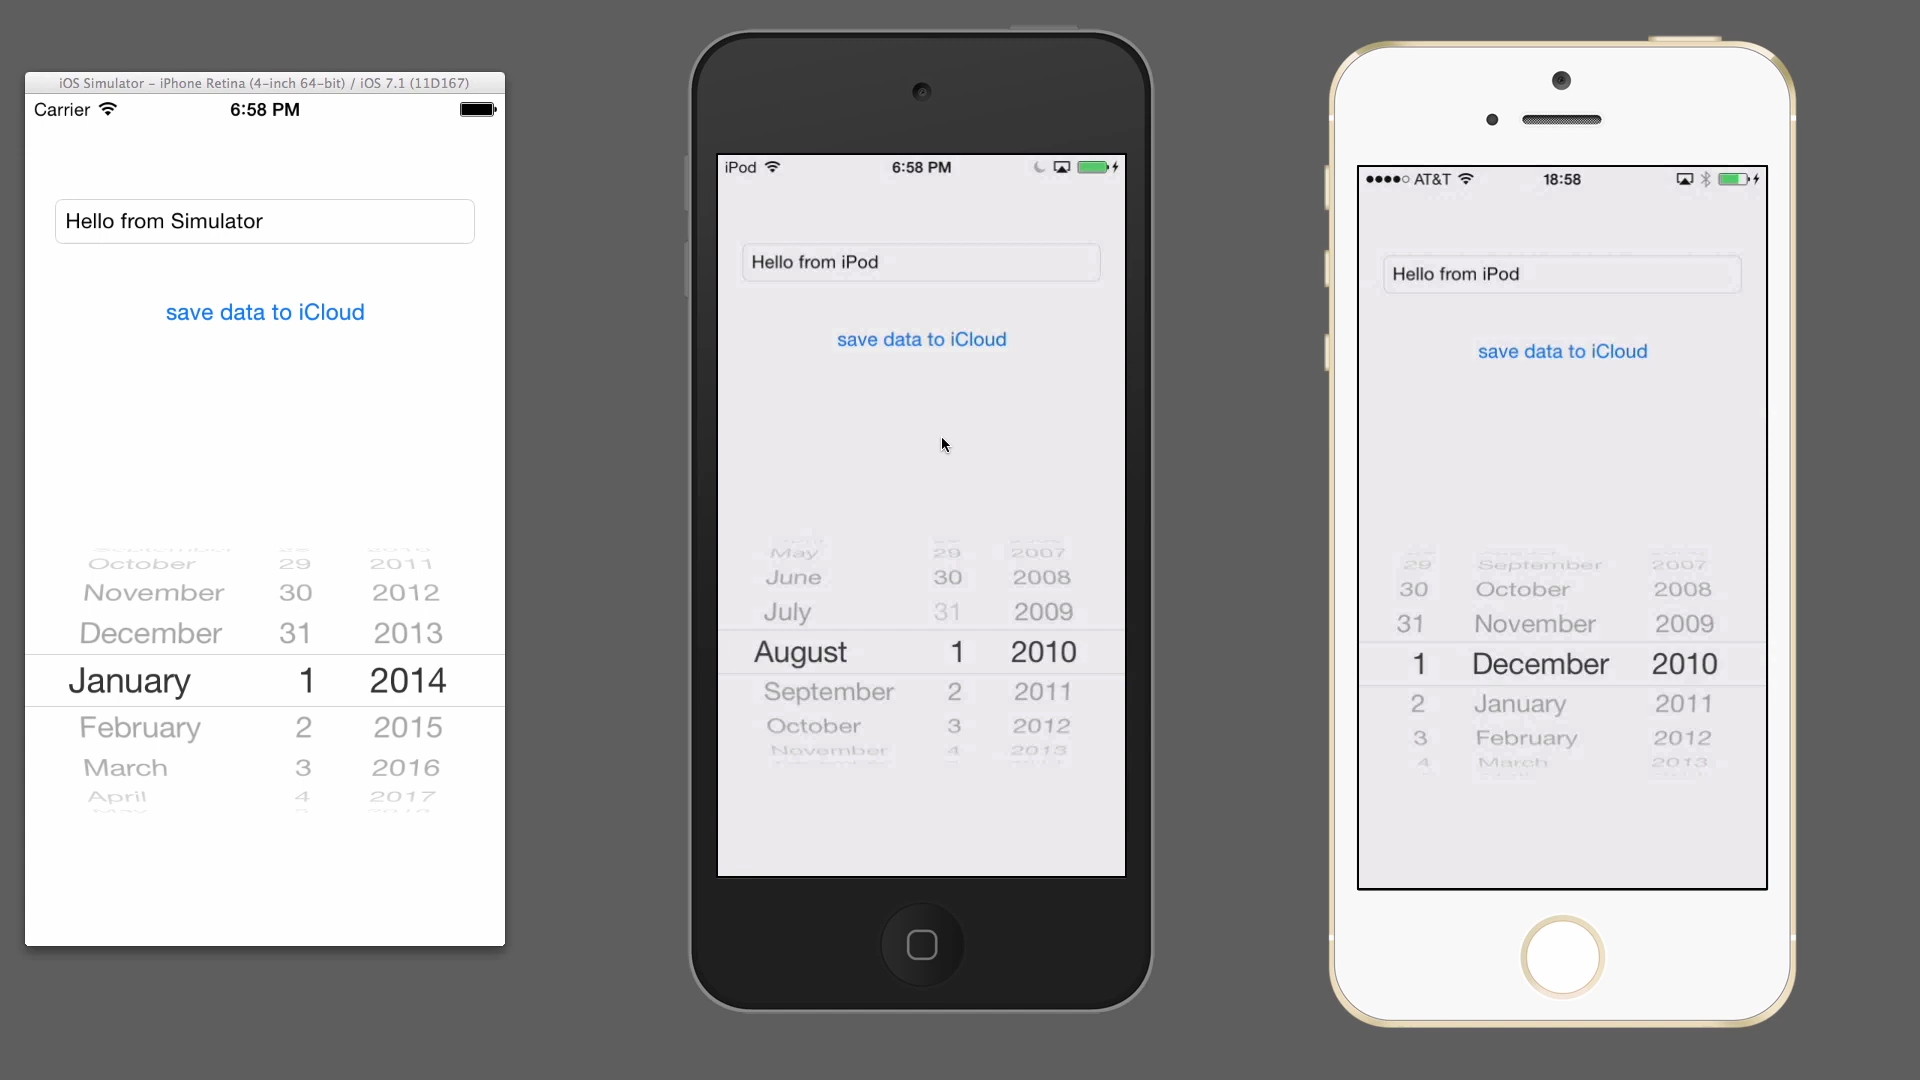 iOS Simulator – iPhone Retina (4-inch 64-bit) / iOS 7.1 (11D167)
Carrier 6:58 PM
Hello from Simulator
save data to iCloud
October 29 2011
November 30 2012
December 31 2013
January 1 2014
February 2 2015
March 3 2016
April 4 2017
iPod 6:58 PM
Hello from iPod
save data to iCloud
May 29 2007
June 30 2008
July 31 2009
August 1 2010
September 2 2011
October 3 2012
November 4 2013
AT&T 18:58
Hello from iPod
save data to iCloud
29 September 2007
30 October 2008
31 November 2009
1 December 2010
2 January 2011
3 February 2012
4 March 2013